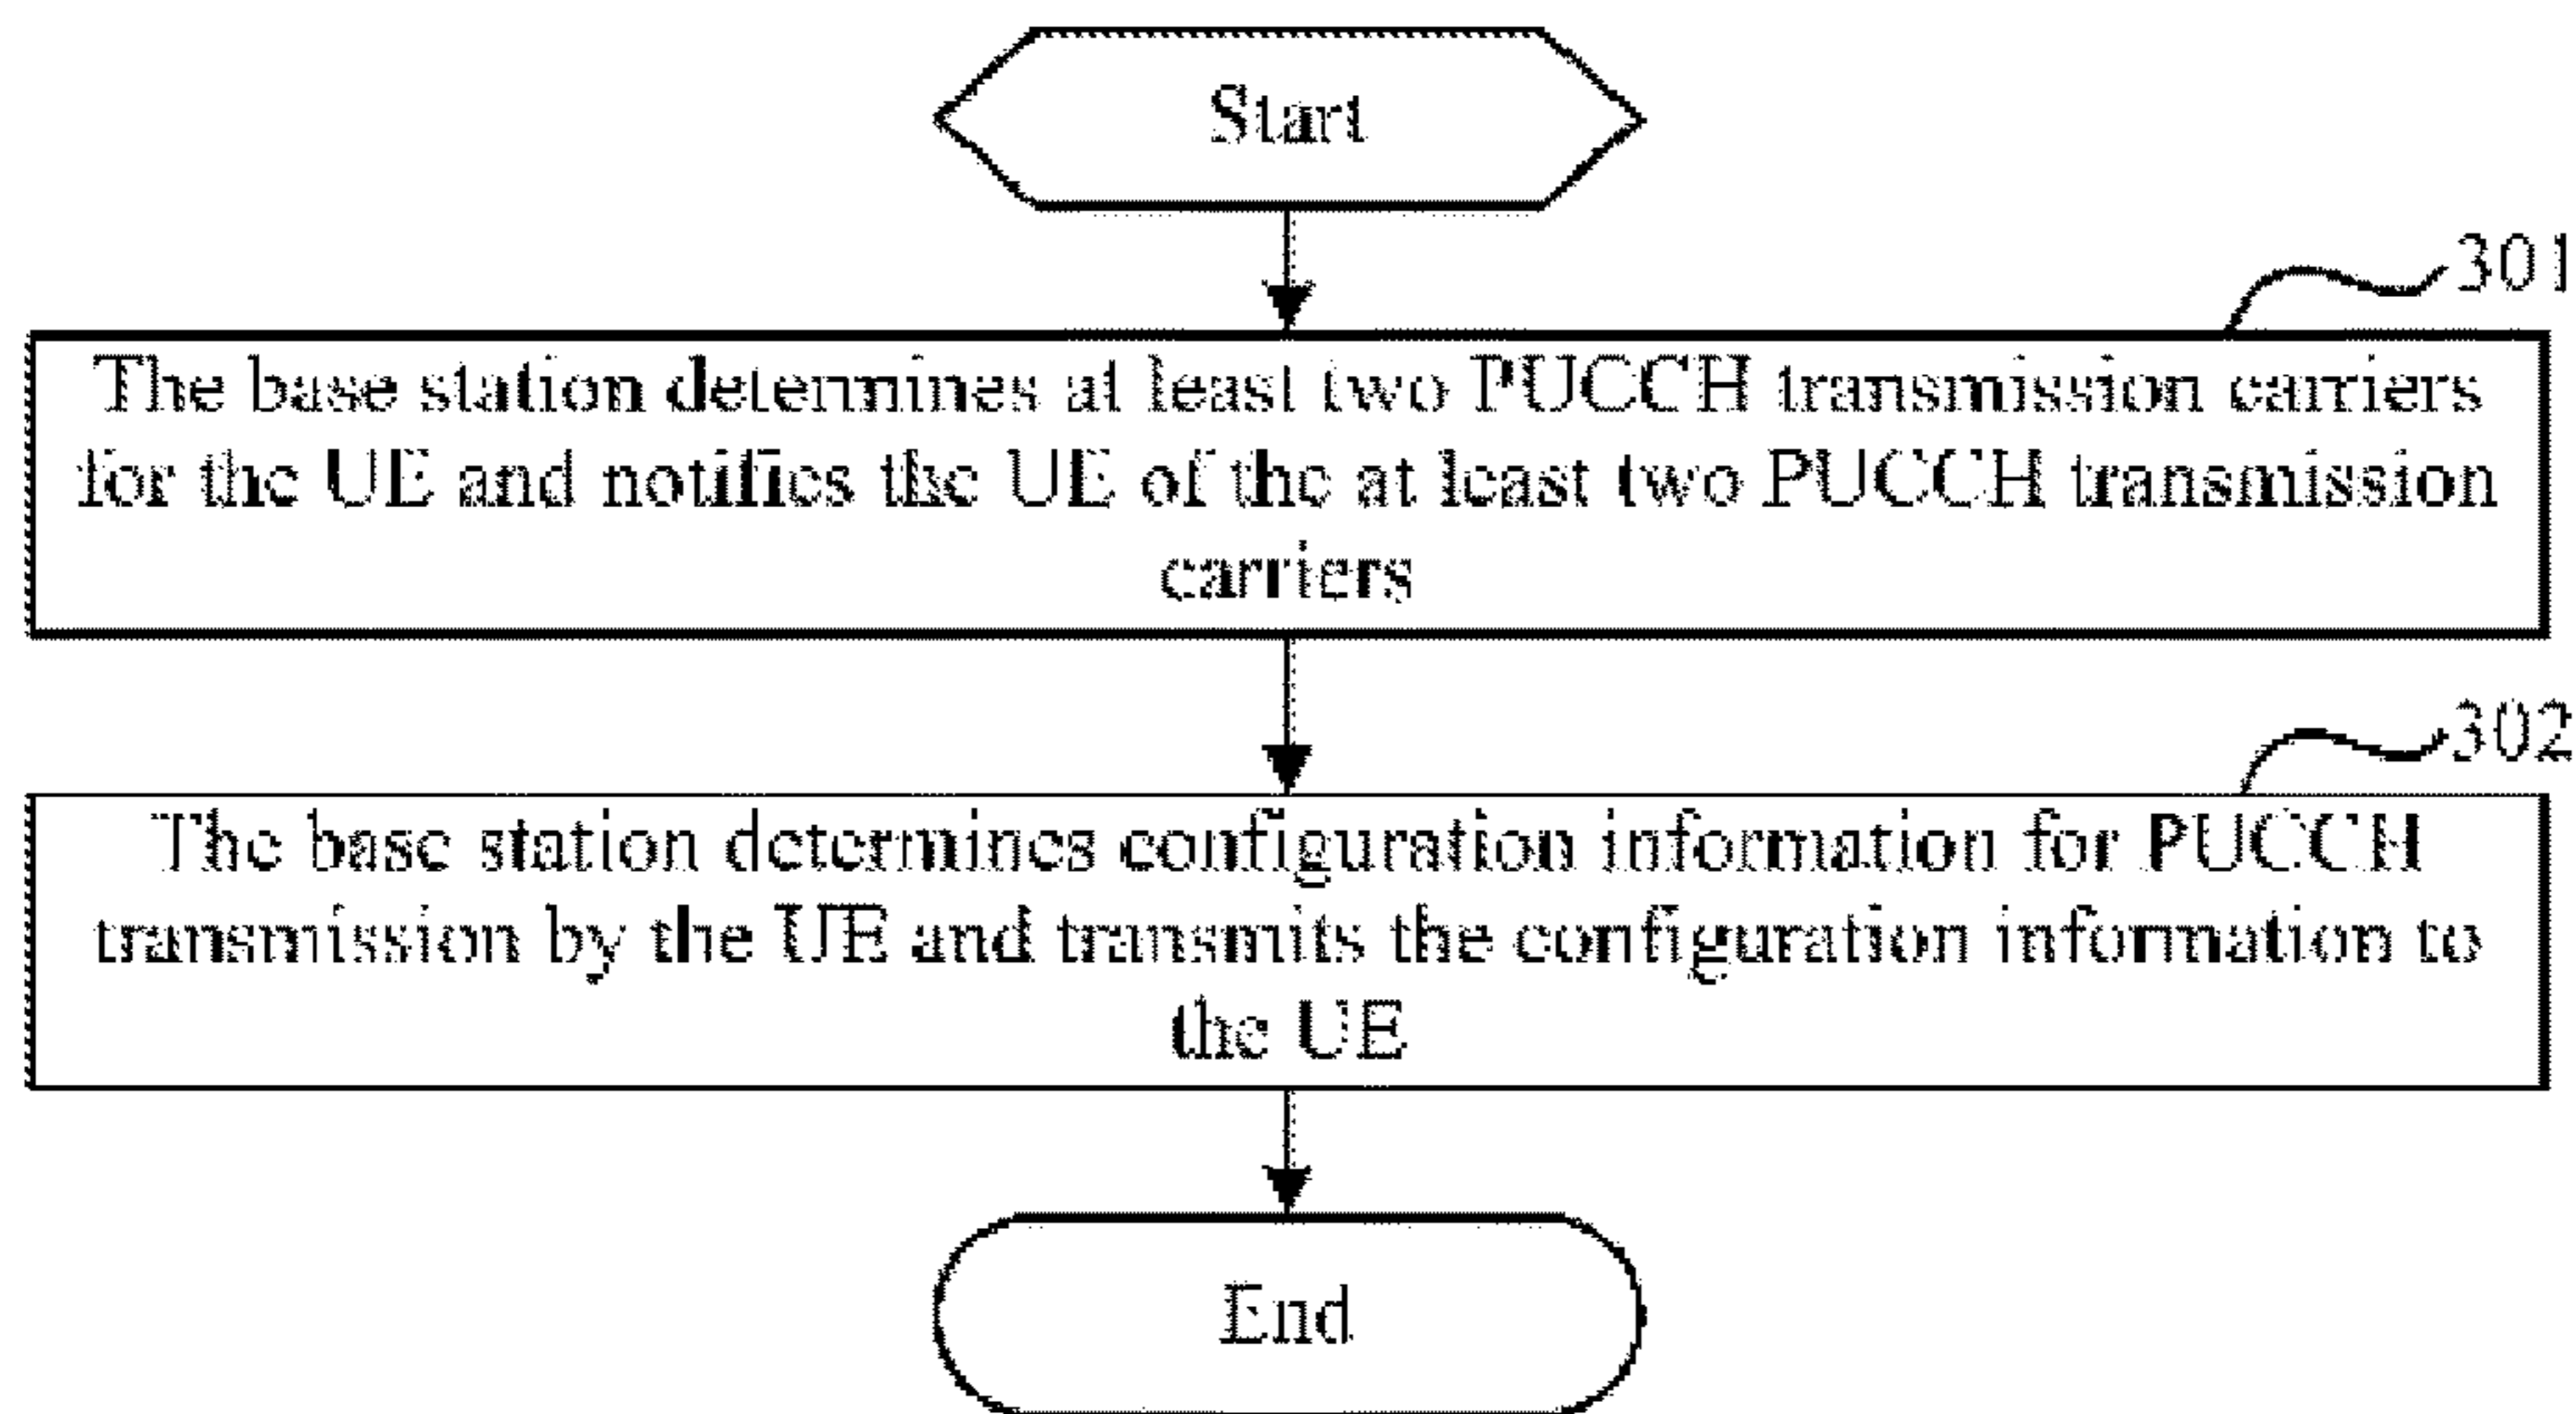 Start
301
The base station determines at least two PUCCH transmission carriers
for the UE and notifies the UE of the at least two PUCCH transmission
carriers
302
The base station determines configuration information for PUCCH
transmission by the UE and transmits the configuration information to
the UE
End